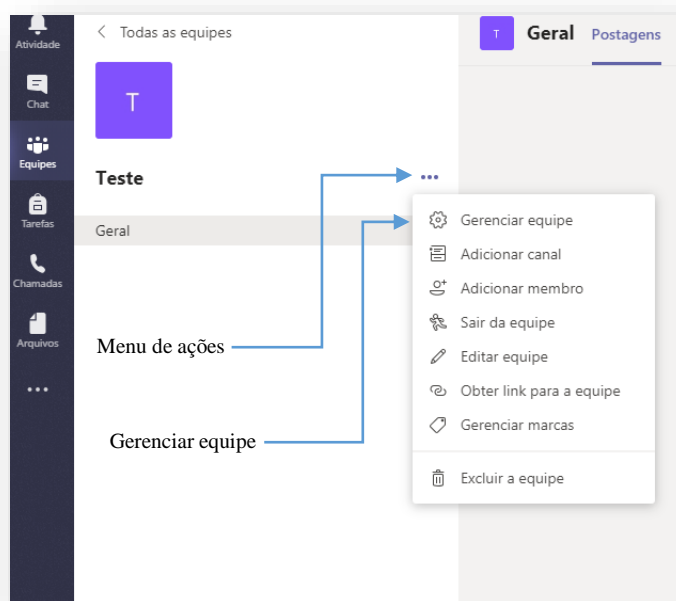 Atividade
Chat
Equipes
Tarefas
Chamadas
Arquivos
Todas as equipes
T
Teste
Geral
Menu de ações
Gerenciar equipe
T Geral Postagens
Gerenciar equipe
Adicionar canal
Adicionar membro
Sair da equipe
Editar equipe
Obter link para a equipe
Gerenciar marcas
Excluir a equipe